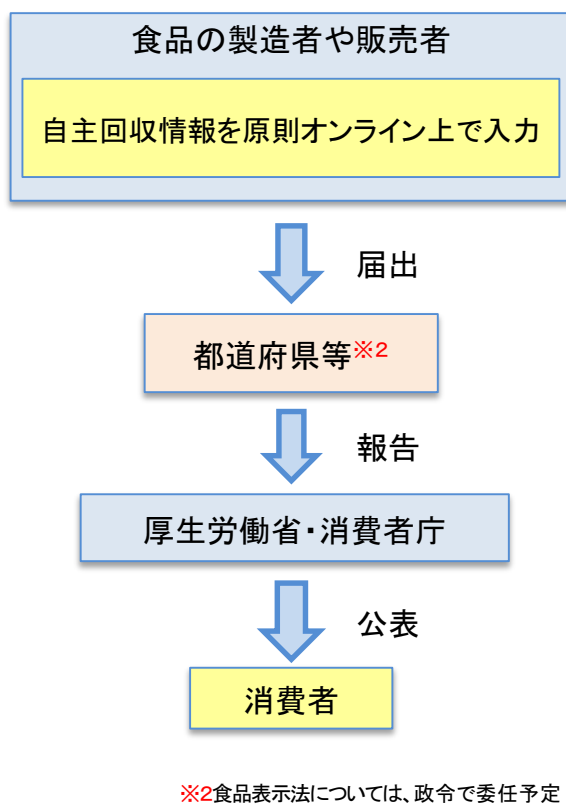 食品の製造者や販売者
自主回収情報を原則オンライン上で入力
届出
都道府県等※2
報告
厚生労働省・消費者庁
公表
消費者
※2食品表示法については、政令で委任予定